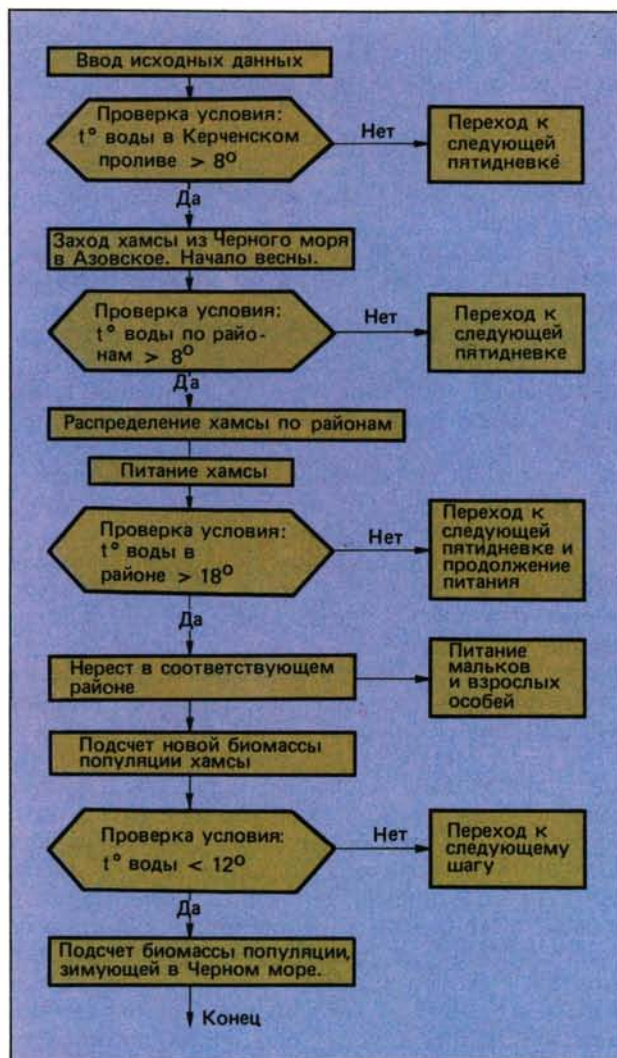 Ввод исходных данных
Проверка условия:
t° воды в Керченском
проливе > 8°
Нет
Переход к
следующей
пятидневке
Да
Заход хамсы из Черного моря
в Азовское. Начало весны.
Проверка условия:
t° воды по райо-
нам > 8°
Нет
Переход к
следующей
пятидневке
Да
Распределение хамсы по районам
Питание хамсы
Проверка условия:
t° воды в
районе > 18°
Нет
Переход к
следующей
пятидневке и
продолжение
питания
Да
Нерест в соответствующем
районе
Питание
мальков
и взрослых
особей
Подсчет новой биомассы
популяции хамсы
Проверка условия:
t° воды < 12°
Нет
Переход к
следующему
шагу
Да
Подсчет биомассы популяции,
зимующей в Черном море.
Конец